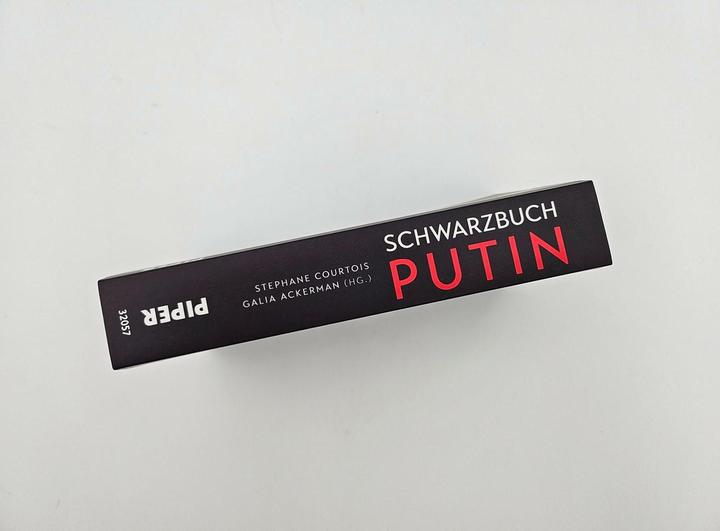 SCHWARZBUCH
PUTIN
STEPHANE COURTOIS
GALIA ACKERMAN (HG.)
PIPER
32057